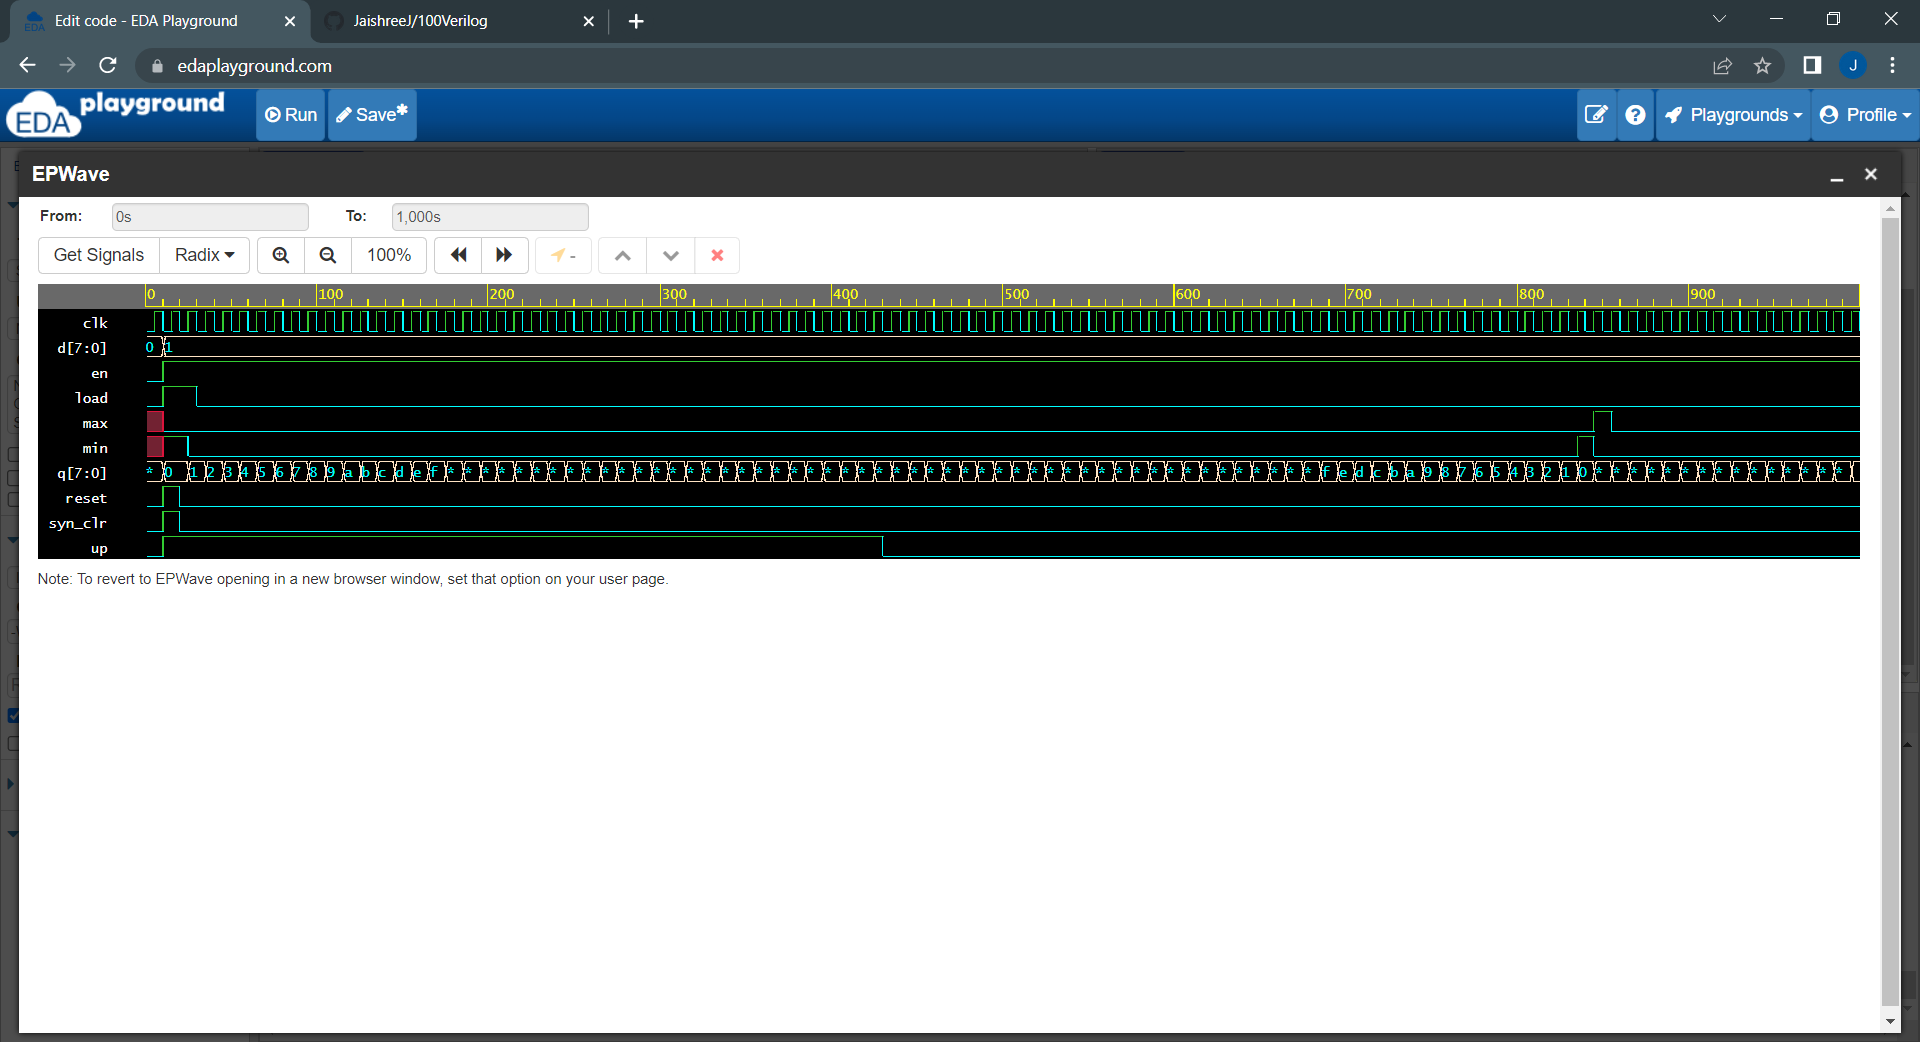 Edit code - EDA Playground
JaishreeJ/100Verilog
edaplayground.com
J
EDA playground
Run
Save*
Playgrounds
Profile
EPWave
From:
0s
To:
1,000s
Get Signals
Radix
100%
-
0 100 200 300 400 500 600 700 800 900
clk
d[7:0] 0 1
en
load
max
min
q[7:0] * 0 1 2 3 4 5 6 7 8 9 a b c d e f * * * * * * * * * * * * * * * * * * * * * * * * * * * * * * * * * * * * * * * * * * * * * * * * * * * f e d c b a 9 8 7 6 5 4 3 2 1 0 * * * * * * * * * * * * * * *
reset
syn_clr
up
Note: To revert to EPWave opening in a new browser window, set that option on your user page.